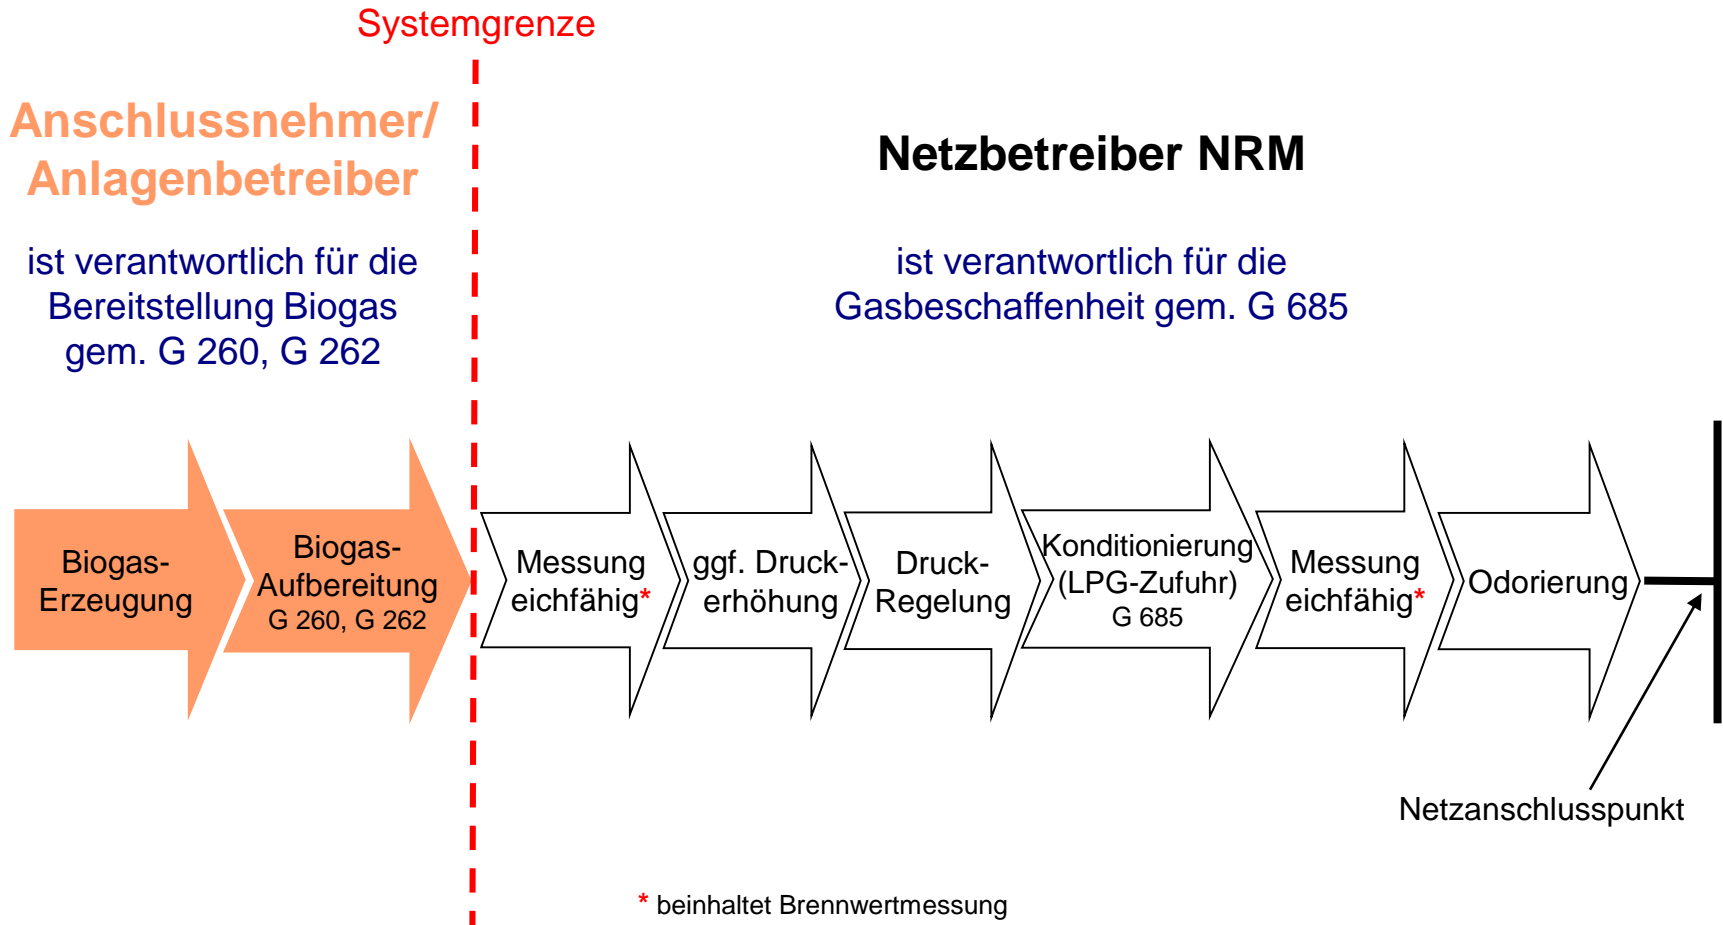 Systemgrenze
Anschlussnehmer/
Anlagenbetreiber
ist verantwortlich für die
Bereitstellung Biogas
gem. G 260, G 262
Netzbetreiber NRM
ist verantwortlich für die
Gasbeschaffenheit gem. G 685
Biogas-
Erzeugung
Biogas-
Aufbereitung
G 260, G 262
Messung
eichfähig*
ggf. Druck-
erhöhung
Druck-
Regelung
Konditionierung
(LPG-Zufuhr)
G 685
Messung
eichfähig*
Odorierung
Netzanschlusspunkt
* beinhaltet Brennwertmessung